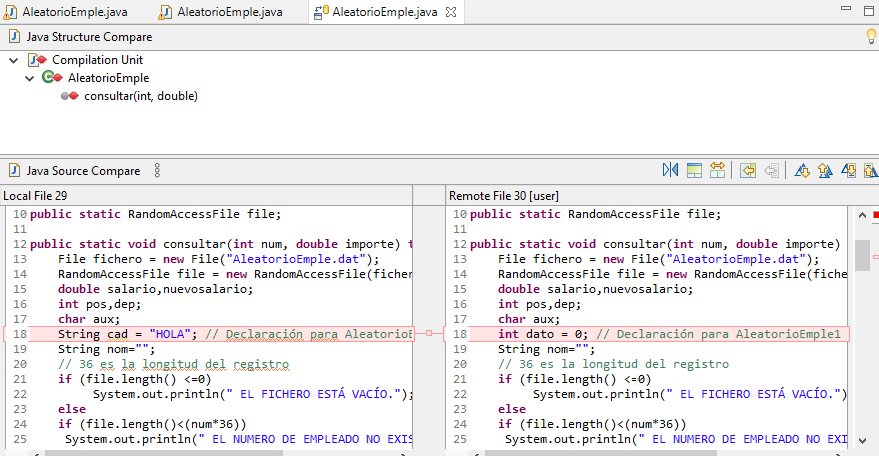 AleatorioEmple.java
AleatorioEmple.java
AleatorioEmple.java
Java Structure Compare
Compilation Unit
AleatorioEmple
consultar(int, double)
Java Source Compare
Local File 29
10 public static RandomAccessFile file;
11
12 public static void consultar(int num, double importe) t
13 File fichero = new File("AleatorioEmple.dat");
14 RandomAccessFile file = new RandomAccessFile(ficher
15 double salario,nuevosalario;
16 int pos,dep;
17 char aux;
18 String cad = "HOLA"; // Declaración para AleatorioE
19 String nom="";
20 // 36 es la longitud del registro
21 if (file.length() <=0)
22 System.out.println(" EL FICHERO ESTÁ VACÍO.");
23 else
24 if (file.length()<(num*36))
25 System.out.println(" EL NUMERO DE EMPLEADO NO EXIS
Remote File 30 [user]
10 public static RandomAccessFile file;
11
12 public static void consultar(int num, double importe)
13 File fichero = new File("AleatorioEmple.dat");
14 RandomAccessFile file = new RandomAccessFile(fiche
15 double salario,nuevosalario;
16 int pos,dep;
17 char aux;
18 int dato = 0; // Declaración para AleatorioEmple1
19 String nom="";
20 // 36 es la longitud del registro
21 if (file.length() <=0)
22 System.out.println(" EL FICHERO ESTÁ VACÍO.")
23 else
24 if (file.length()<(num*36))
25 System.out.println(" EL NUMERO DE EMPLEADO NO EXI